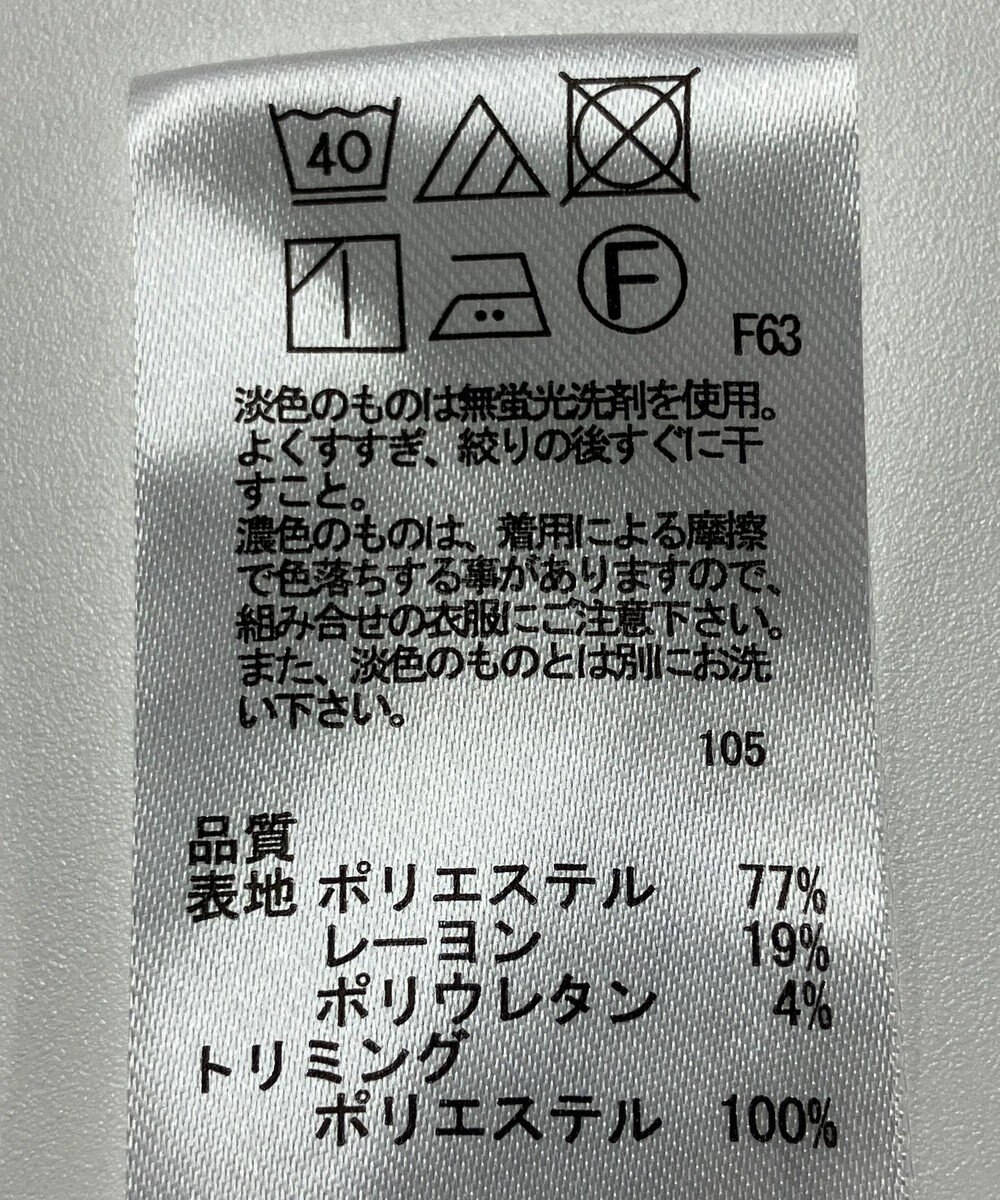 40
F
F63
淡色のものは無蛍光洗剤を使用。
よくすすぎ、絞りの後すぐに干
すこと。
濃色のものは、着用による摩擦
で色落ちする事がありますので、
組み合せの衣服にご注意下さい。
また、淡色のものとは別にお洗
い下さい。
105
品質
表地 ポリエステル 77%
レーヨン 19%
ポリウレタン 4%
トリミング
ポリエステル 100%